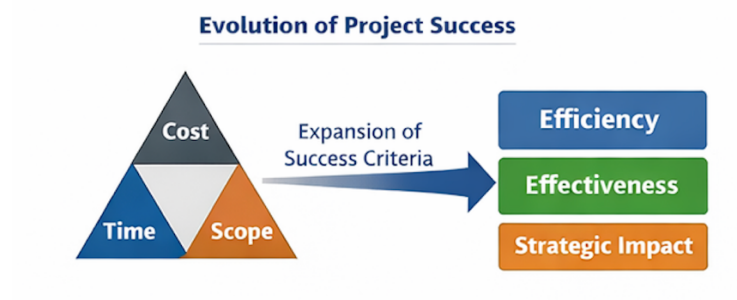 Evolution of Project Success
Cost
Time
Scope
Expansion of
Success Criteria
Efficiency
Effectiveness
Strategic Impact